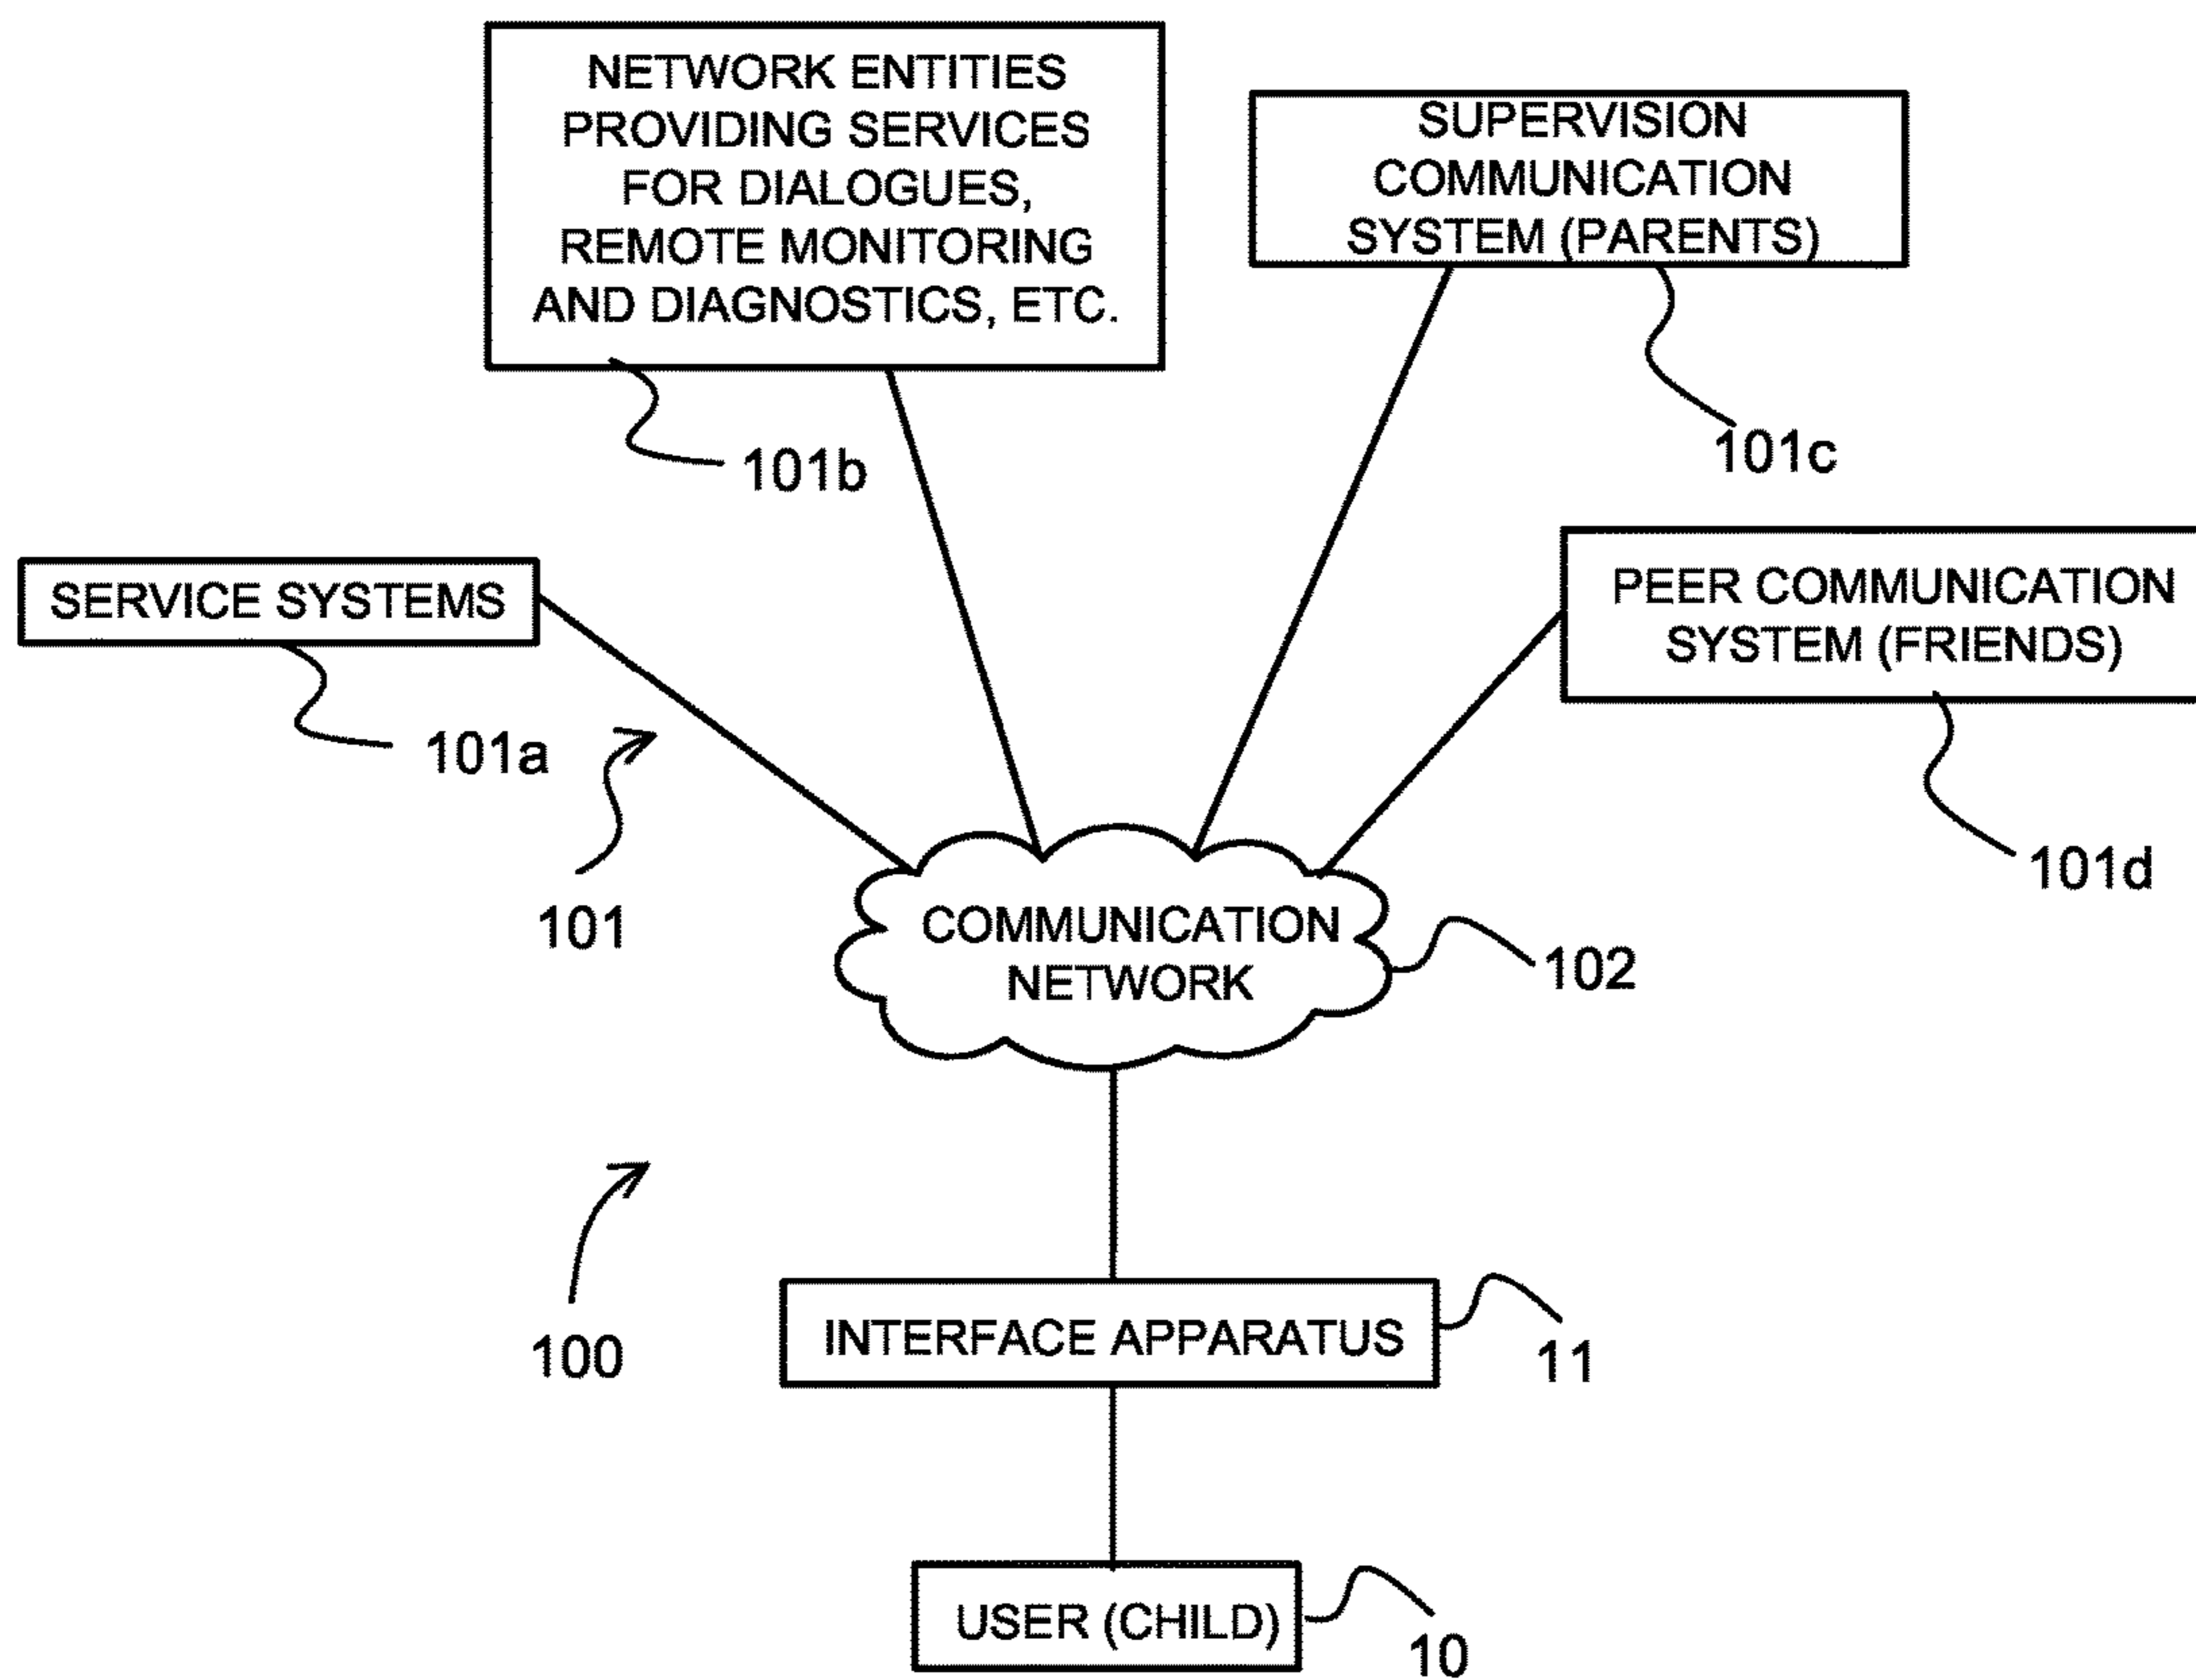 NETWORK ENTITIES
PROVIDING SERVICES
FOR DIALOGUES,
REMOTE MONITORING
AND DIAGNOSTICS, ETC.
101b
SUPERVISION
COMMUNICATION
SYSTEM (PARENTS)
101c
SERVICE SYSTEMS
101a
PEER COMMUNICATION
SYSTEM (FRIENDS)
101d
101
COMMUNICATION
NETWORK
102
100
INTERFACE APPARATUS
11
USER (CHILD)
10